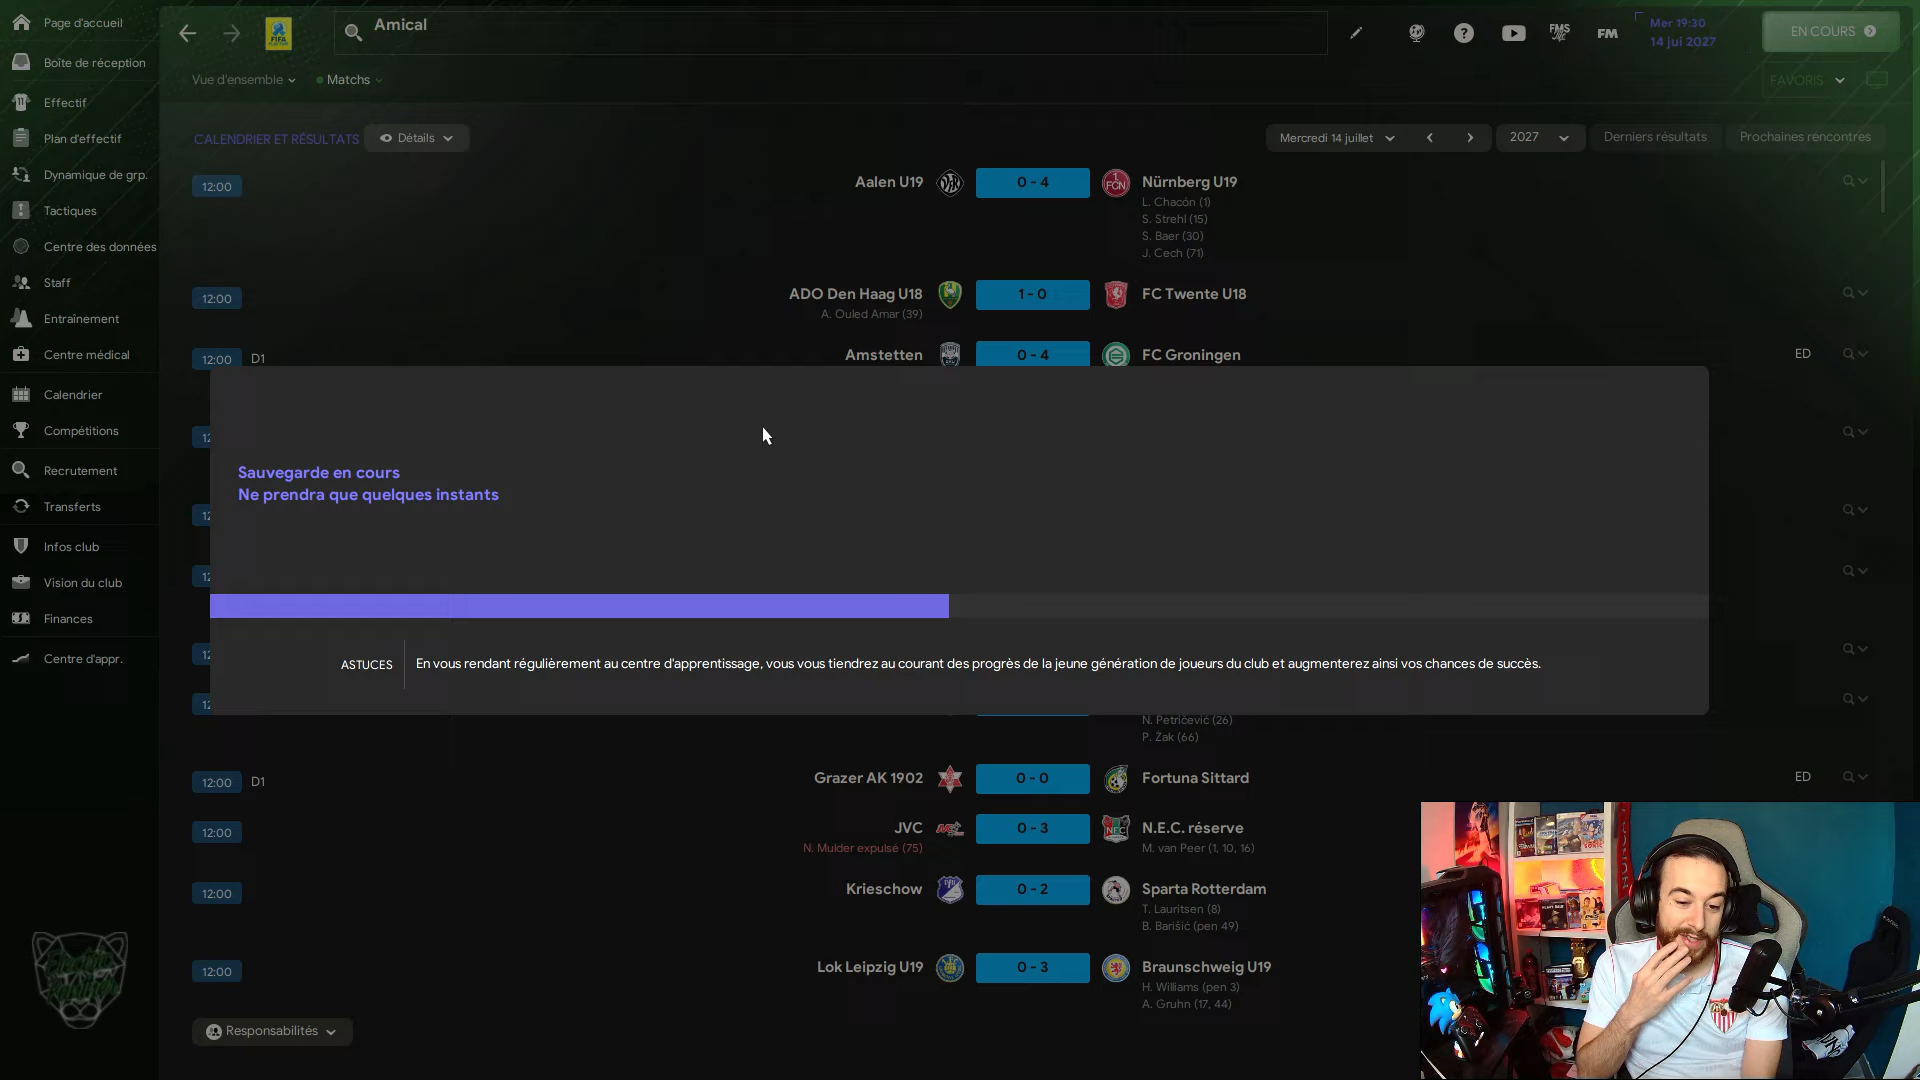 Page d'accueil
Boîte de réception
Effectif
Plan d'effectif
Dynamique de grp.
Tactiques
Centre des données
Staff
Entraînement
Centre médical
Calendrier
Compétitions
Recrutement
Transferts
Infos club
Vision du club
Finances
Centre d'appr.
FIFA
Amical
?
FMS
FM
Mer 19:30
14 jui 2027
EN COURS
Vue d'ensemble
Matchs
FAVORIS
CALENDRIER ET RÉSULTATS
Détails
Mercredi 14 juillet
2027
Derniers résultats
Prochaines rencontres
12:00 Aalen U19 0 - 4 Nürnberg U19
L. Chacón (1)
S. Strehl (15)
S. Baer (30)
J. Cech (71)
12:00 ADO Den Haag U18 1 - 0 FC Twente U18
A. Ouled Amar (39)
12:00 D1 Amstetten 0 - 4 FC Groningen ED
Sauvegarde en cours
Ne prendra que quelques instants
ASTUCES En vous rendant régulièrement au centre d'apprentissage, vous vous tiendrez au courant des progrès de la jeune génération de joueurs du club et augmenterez ainsi vos chances de succès.
N. Petričević (26)
P. Žak (66)
12:00 D1 Grazer AK 1902 0 - 0 Fortuna Sittard ED
12:00 JVC 0 - 3 N.E.C. réserve
N. Mulder expulsé (75) M. van Peer (1, 10, 16)
12:00 Krieschow 0 - 2 Sparta Rotterdam
T. Lauritsen (8)
B. Barišić (pen 49)
12:00 Lok Leipzig U19 0 - 3 Braunschweig U19
H. Williams (pen 3)
A. Gruhn (17, 44)
Responsabilités